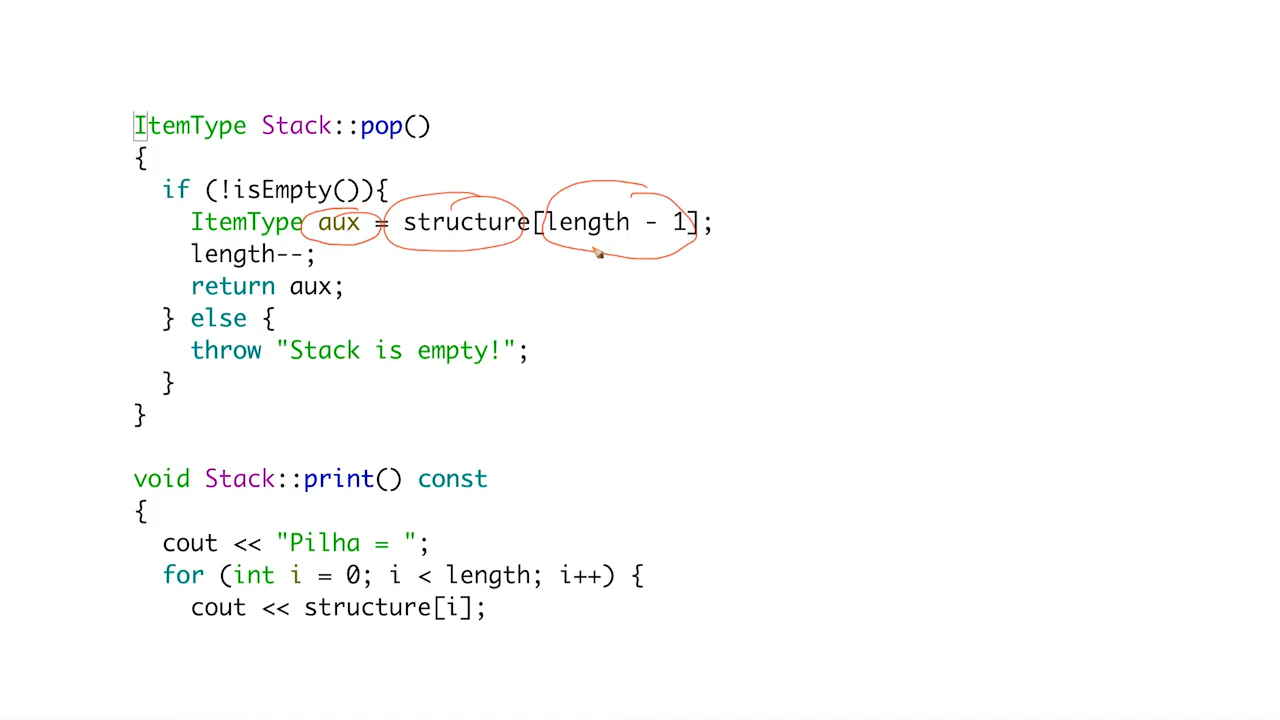 ItemType Stack::pop()
{
  if (!isEmpty()){
    ItemType aux = structure[length - 1];
    length--;
    return aux;
  } else {
    throw "Stack is empty!";
  }
}

void Stack::print() const
{
  cout << "Pilha = ";
  for (int i = 0; i < length; i++) {
    cout << structure[i];